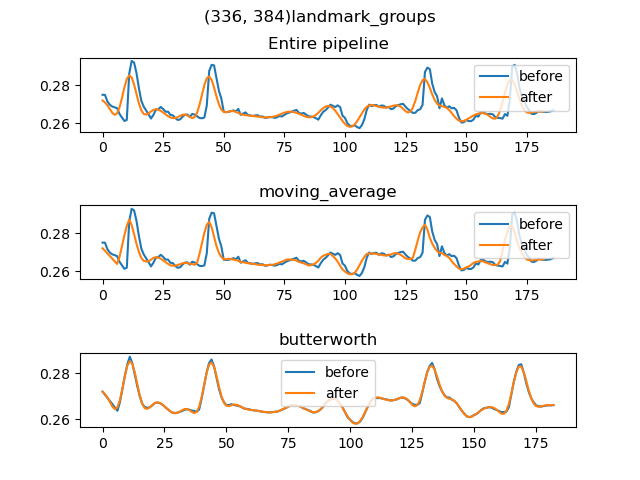 (336, 384)landmark_groups
Entire pipeline
0.28
0.26
before
after
0 25 50 75 100 125 150 175
moving_average
0.28
0.26
before
after
0 25 50 75 100 125 150 175
butterworth
0.28
0.26
before
after
0 25 50 75 100 125 150 175